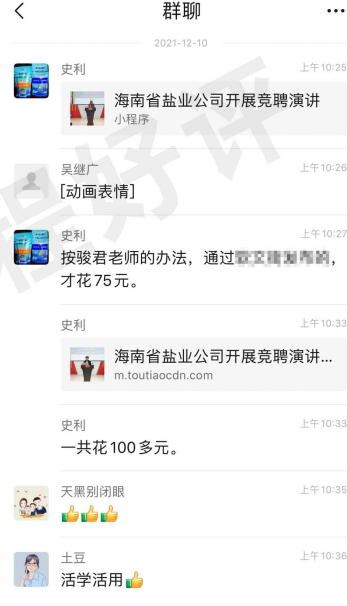 群聊
2021-12-10
史利
上午10:25
海南省盐业公司开展竞聘演讲
小程序
吴继广
上午10:26
[动画表情]
史利
上午10:27
按骏君老师的办法，通过，
才花75元。
史利
上午10:33
海南省盐业公司开展竞聘演讲...
m.toutiaocdn.com
史利
上午10:33
一共花100多元。
天黑别闭眼
上午10:35
👍👍👍
土豆
上午10:36
活学活用👍
程好评